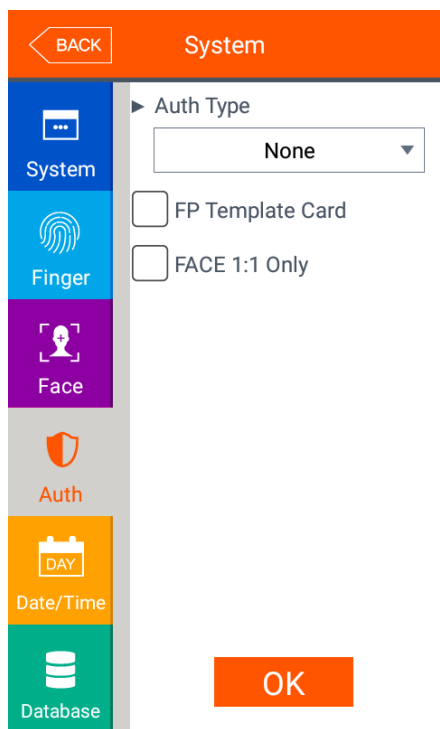 BACK
System
System
Finger
Face
Auth
DAY
Date/Time
Database
► Auth Type
None
FP Template Card
FACE 1:1 Only
OK